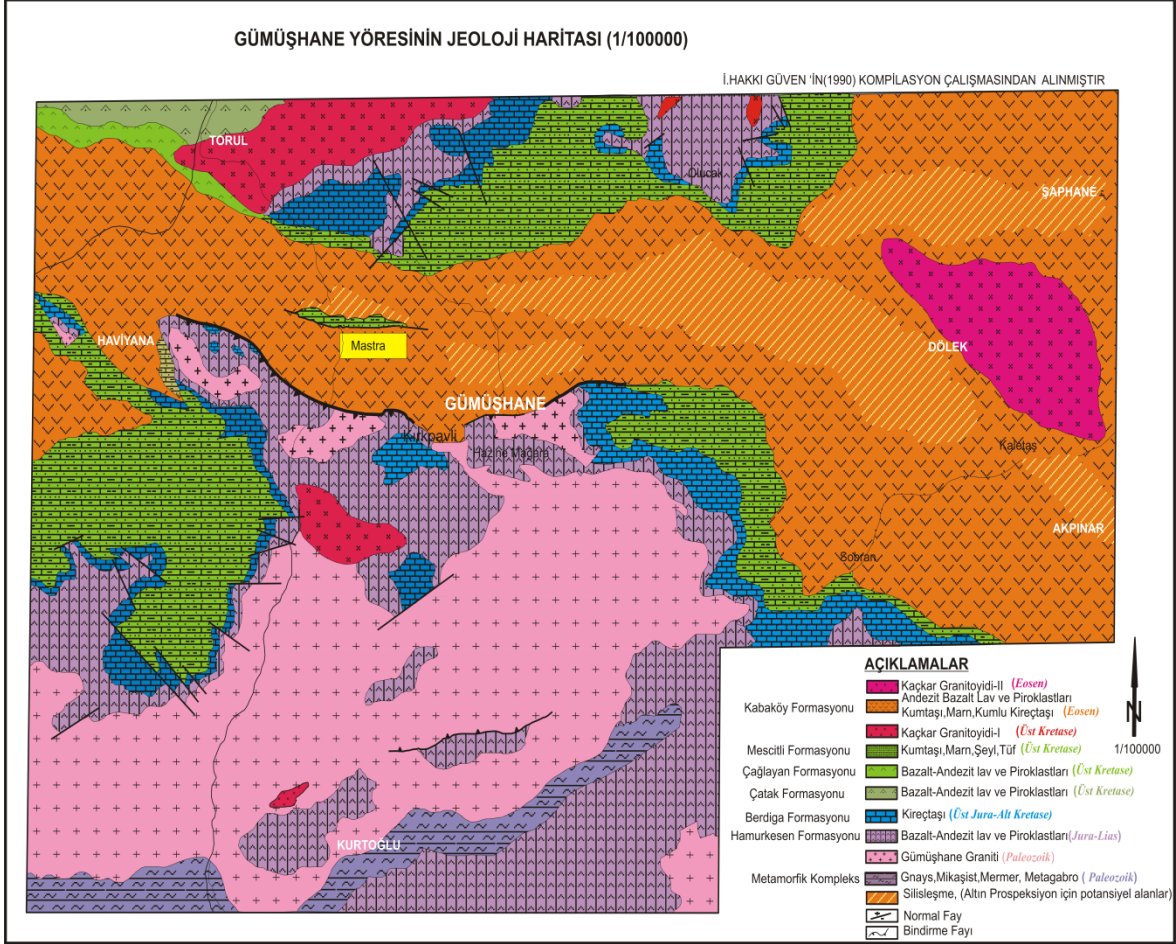 GÜMÜŞHANE YÖRESİNİN JEOLOJİ HARİTASI (1/100000)
İ.HAKKI GÜVEN 'İN(1990) KOMPİLASYON ÇALIŞMASINDAN ALINMIŞTIR
TORUL
Olucak
ŞAPHANE
HAVİYANA
Mastra
DÖLEK
GÜMÜŞHANE
Kırkpavli
Hazine Mağara
Kaletaş
AKPINAR
Sobran
KURTOĞLU
AÇIKLAMALAR
Kaçkar Granitoyidi-II (Eosen)
Kabaköy Formasyonu Andezit Bazalt Lav ve Piroklastları
Kumtaşı,Marn,Kumlu Kireçtaşı (Eosen)
Kaçkar Granitoyidi-I (Üst Kretase)
Mescitli Formasyonu Kumtaşı,Marn,Şeyl,Tüf (Üst Kretase)
Çağlayan Formasyonu Bazalt-Andezit lav ve Piroklastları (Üst Kretase)
Çatak Formasyonu Bazalt-Andezit lav ve Piroklastları (Üst Kretase)
Berdiga Formasyonu Kireçtaşı (Üst Jura-Alt Kretase)
Hamurkesen Formasyonu Bazalt-Andezit lav ve Piroklastları(Jura-Lias)
Gümüşhane Graniti (Paleozoik)
Metamorfik Kompleks Gnays,Mikaşist,Mermer, Metagabro ( Paleozoik)
Silisleşme, (Altın Prospeksiyon için potansiyel alanlar)
Normal Fay
Bindirme Fayı
N
1/100000